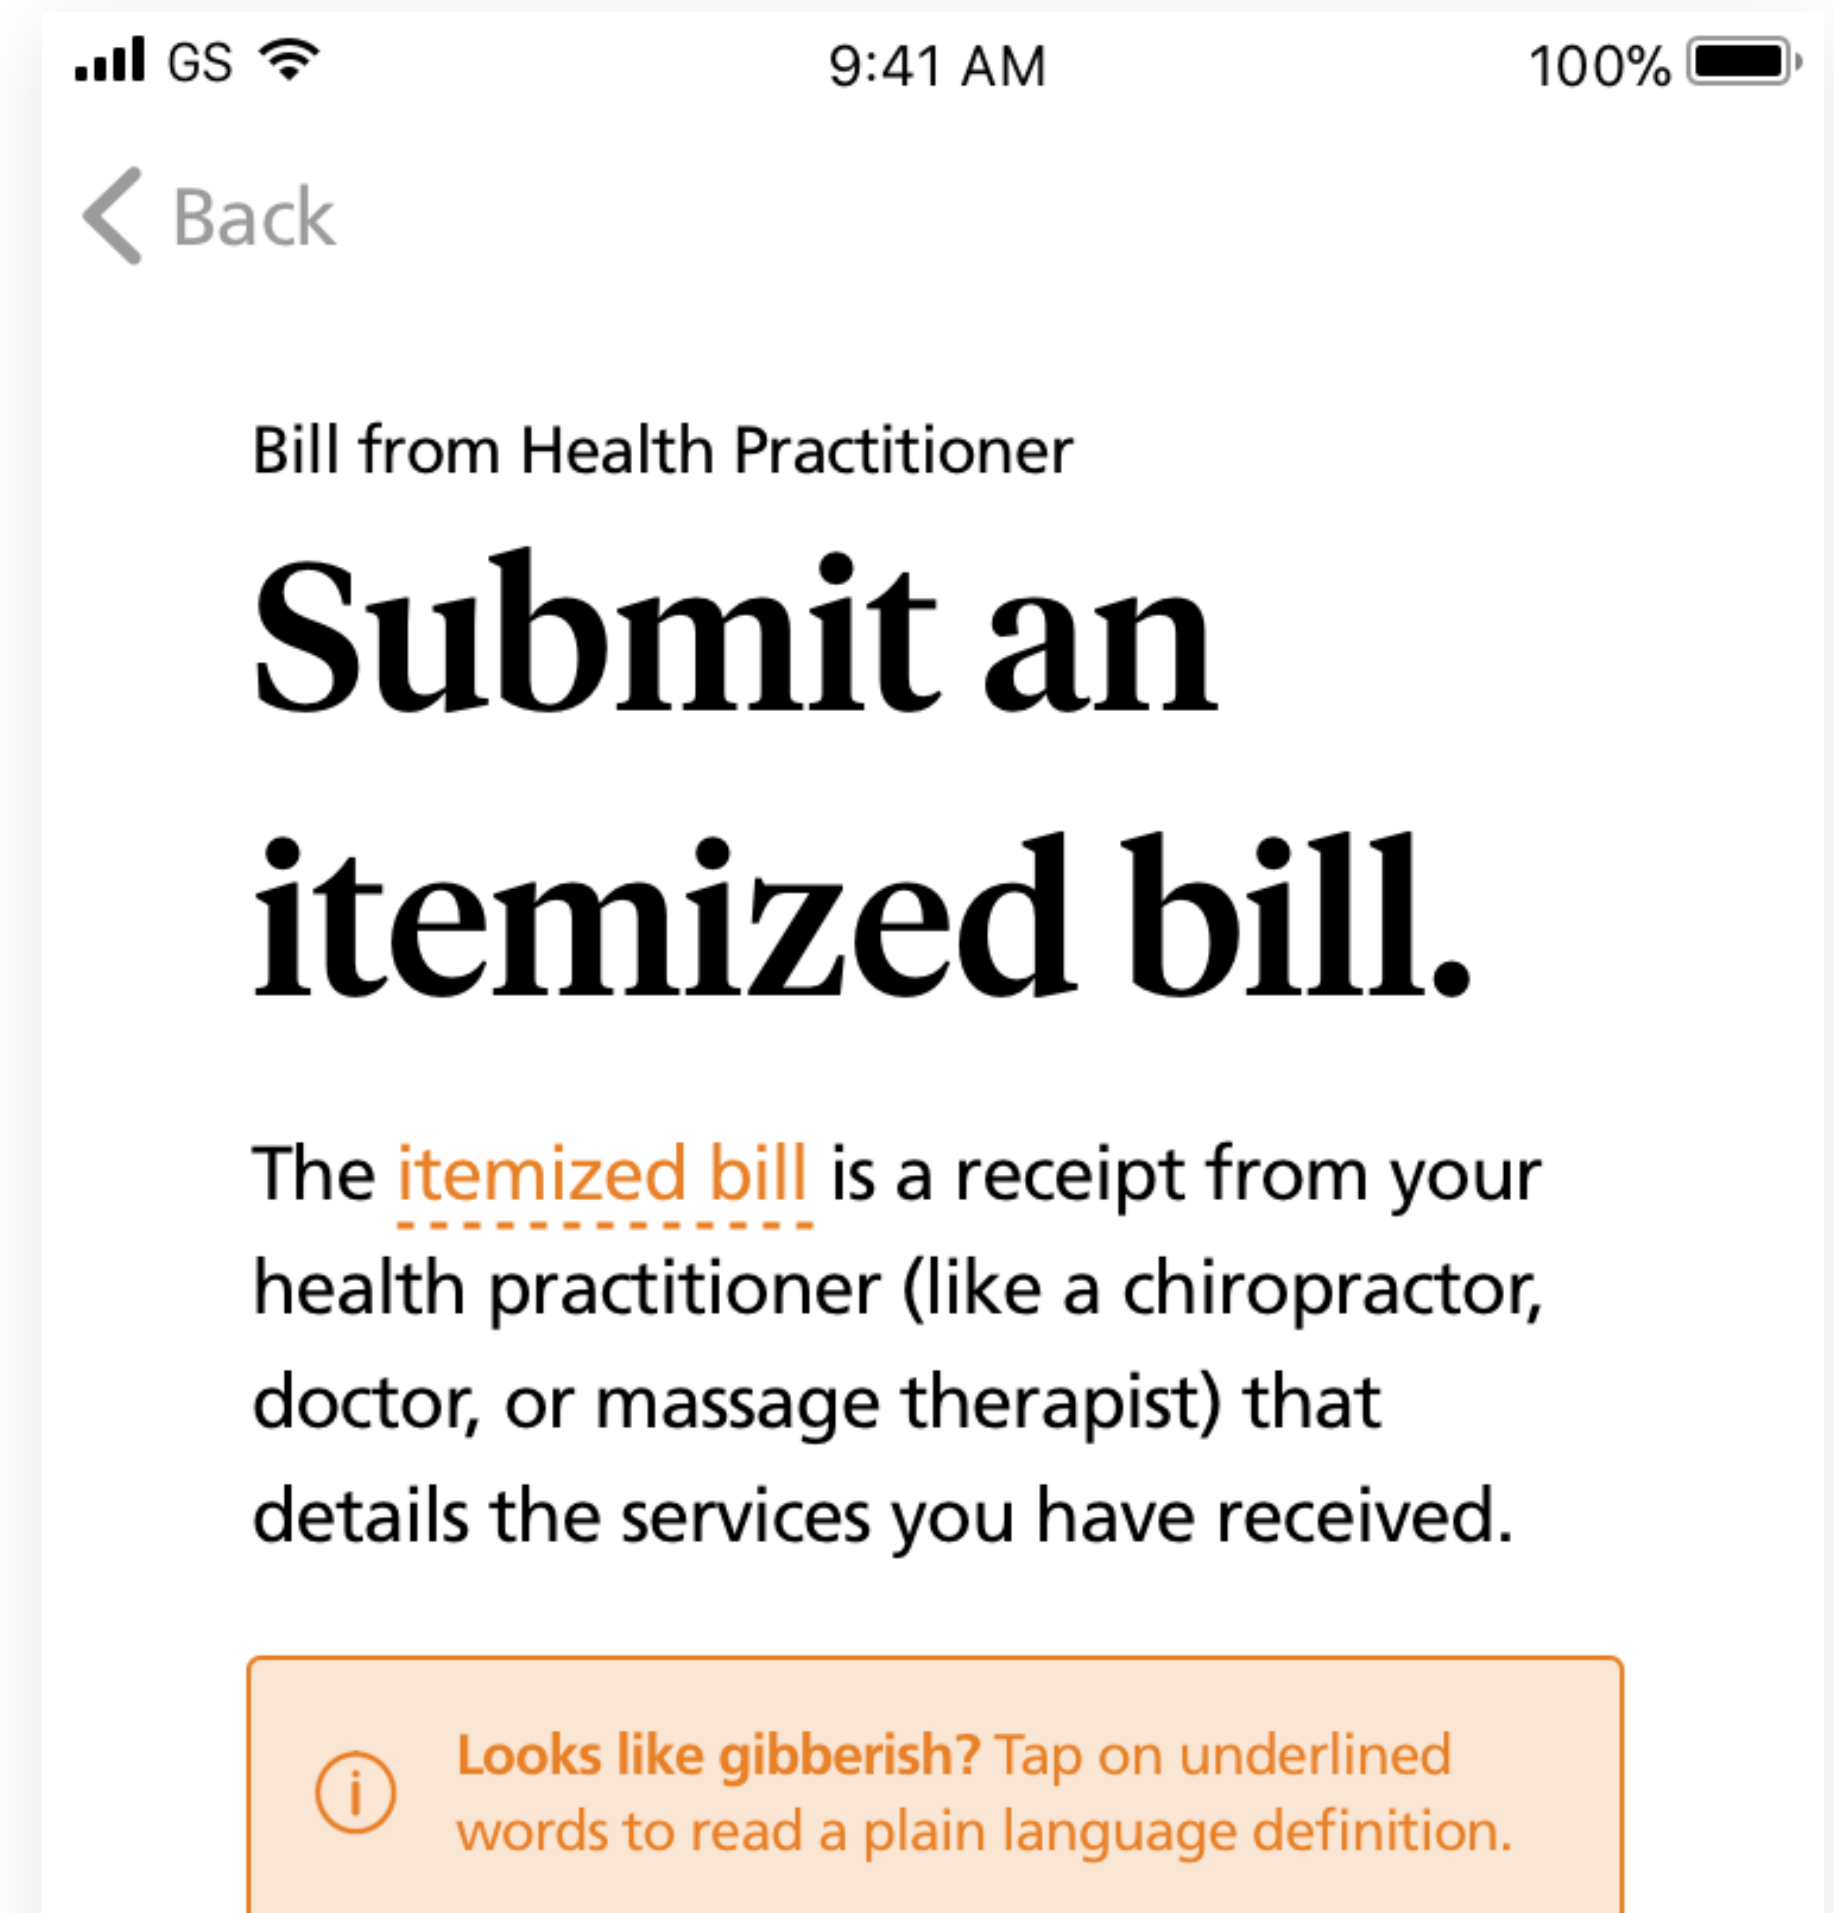 GS 9:41 AM 100%
Back
Bill from Health Practitioner
Submit an
itemized bill.
The itemized bill is a receipt from your
health practitioner (like a chiropractor,
doctor, or massage therapist) that
details the services you have received.
Looks like gibberish? Tap on underlined
words to read a plain language definition.